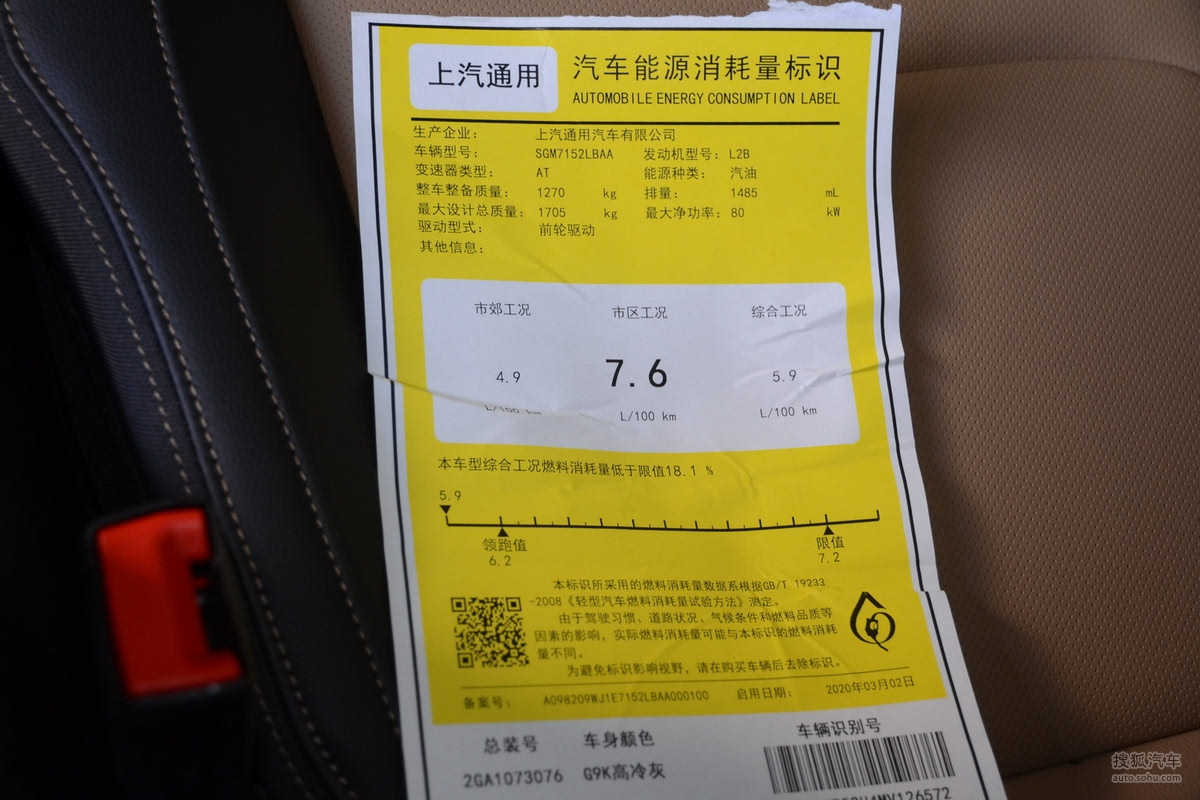 上汽通用
汽车能源消耗量标识
AUTOMOBILE ENERGY CONSUMPTION LABEL
生产企业： 上汽通用汽车有限公司
车辆型号： SGM7152LBAA 发动机型号： L2B
变速器类型： AT 能源种类： 汽油
整车整备质量： 1270 kg 排量： 1485 mL
最大设计总质量： 1705 kg 最大净功率： 80 kW
驱动型式： 前轮驱动
其他信息：
市郊工况 市区工况 综合工况
4.9 7.6 5.9
L/100 km L/100 km L/100 km
本车型综合工况燃料消耗量低于限值18.1 %
5.9
领跑值 限值
6.2 7.2
本标识所采用的燃料消耗量数据系根据GB/T 19233
-2008《轻型汽车燃料消耗量试验方法》测定。
由于驾驶习惯、道路状况、气候条件和燃料品质等
因素的影响，实际燃料消耗量可能与本标识的燃料消耗
量不同。
为避免标识影响视野，请在购买车辆后去除标识。
备案号： A098209WJ1E7152LBAA000100 启用日期： 2020年03月02日
总装号 车身颜色 车辆识别号
2GA1073076 G9K高冷灰
搜狐汽车
auto.sohu.com